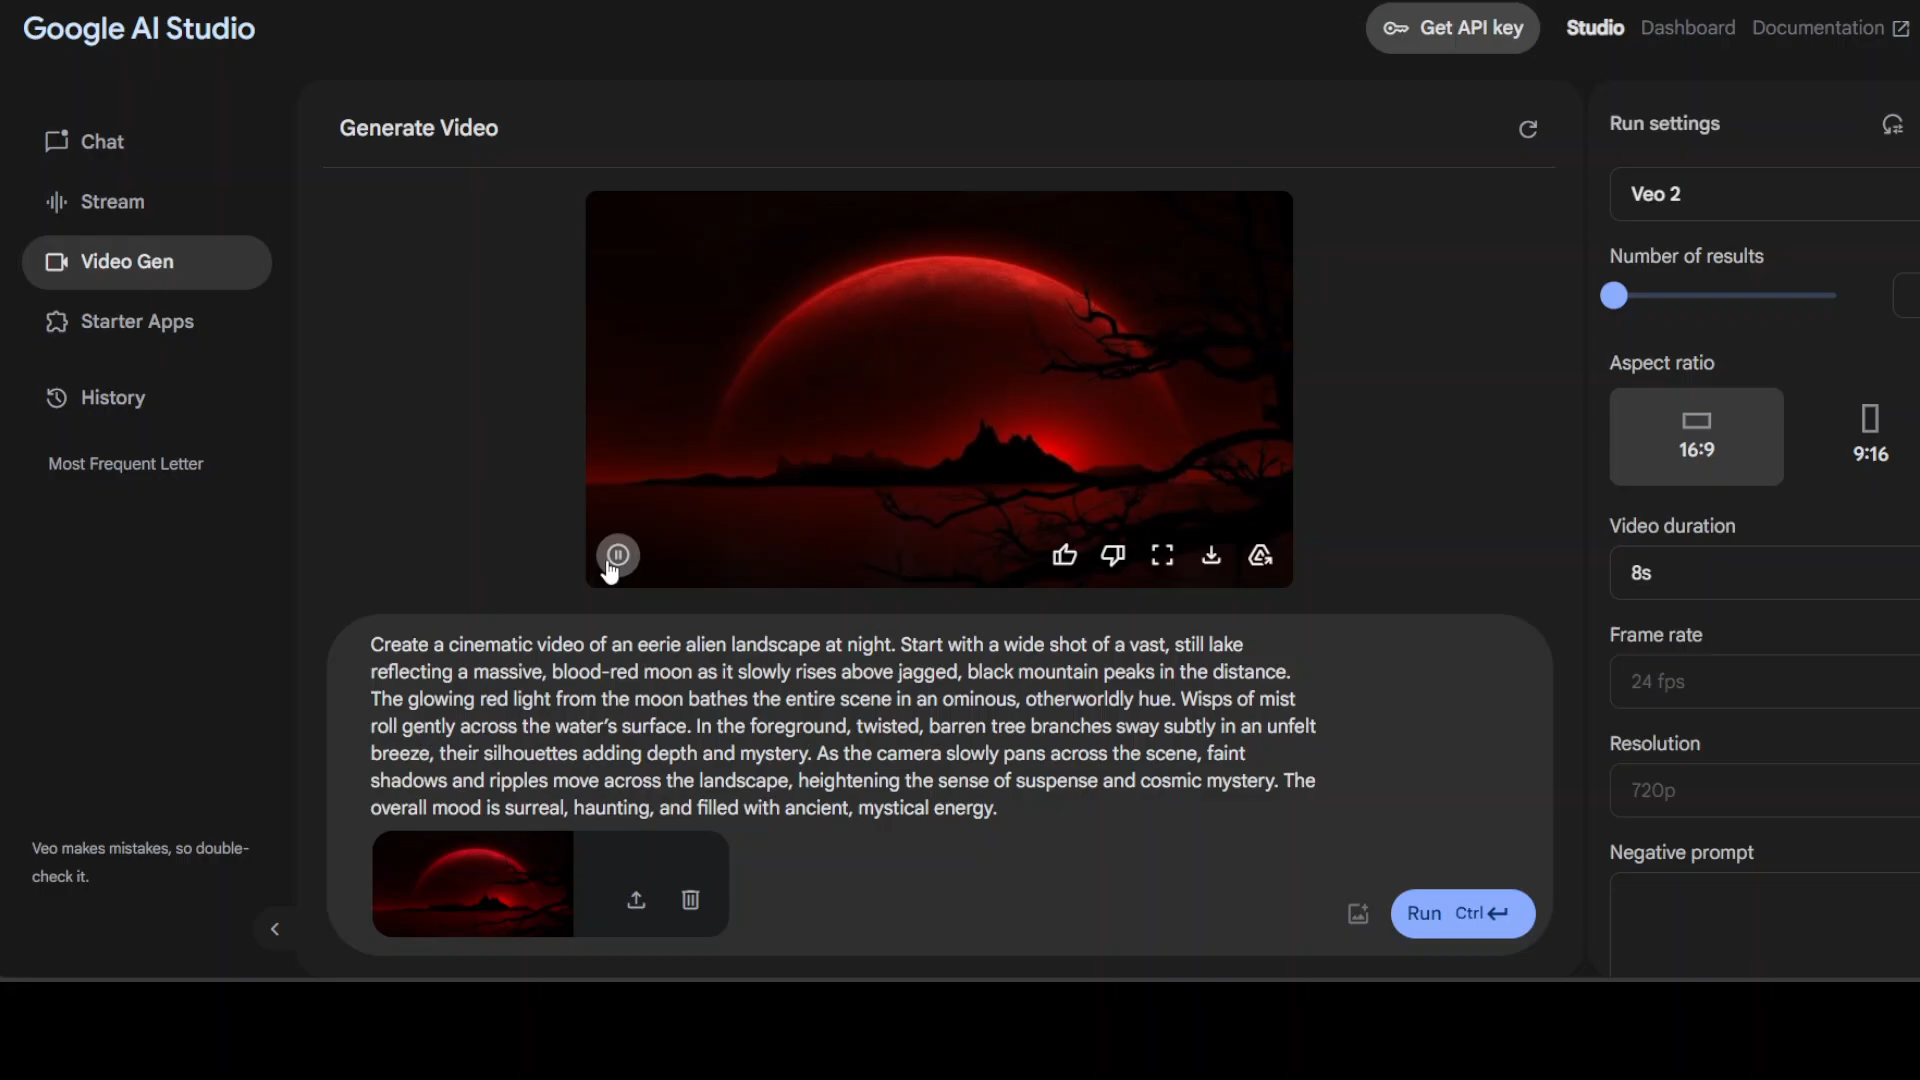 Google AI Studio
Get API key
Studio
Dashboard
Documentation
Chat
Stream
Video Gen
Starter Apps
History
Most Frequent Letter
Veo makes mistakes, so double-
check it.
Generate Video
Create a cinematic video of an eerie alien landscape at night. Start with a wide shot of a vast, still lake
reflecting a massive, blood-red moon as it slowly rises above jagged, black mountain peaks in the distance.
The glowing red light from the moon bathes the entire scene in an ominous, otherworldly hue. Wisps of mist
roll gently across the water’s surface. In the foreground, twisted, barren tree branches sway subtly in an unfelt
breeze, their silhouettes adding depth and mystery. As the camera slowly pans across the scene, faint
shadows and ripples move across the landscape, heightening the sense of suspense and cosmic mystery. The
overall mood is surreal, haunting, and filled with ancient, mystical energy.
Run Ctrl
Run settings
Veo 2
Number of results
Aspect ratio
16:9
9:16
Video duration
8s
Frame rate
24 fps
Resolution
720p
Negative prompt